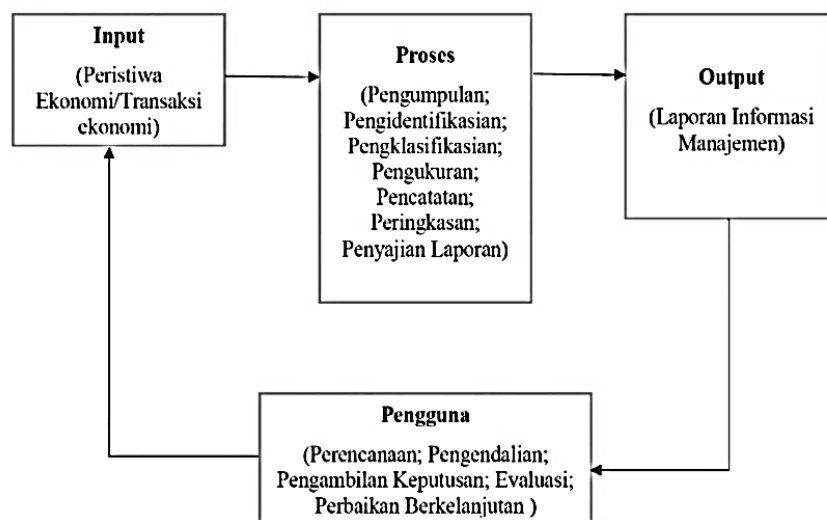 Input
(Peristiwa
Ekonomi/Transaksi
ekonomi)
Proses
(Pengumpulan;
Pengidentifikasian;
Pengklasifikasian;
Pengukuran;
Pencatatan;
Peringkasan;
Penyajian Laporan)
Output
(Laporan Informasi
Manajemen)
Pengguna
(Perencanaan; Pengendalian;
Pengambilan Keputusan; Evaluasi;
Perbaikan Berkelanjutan )